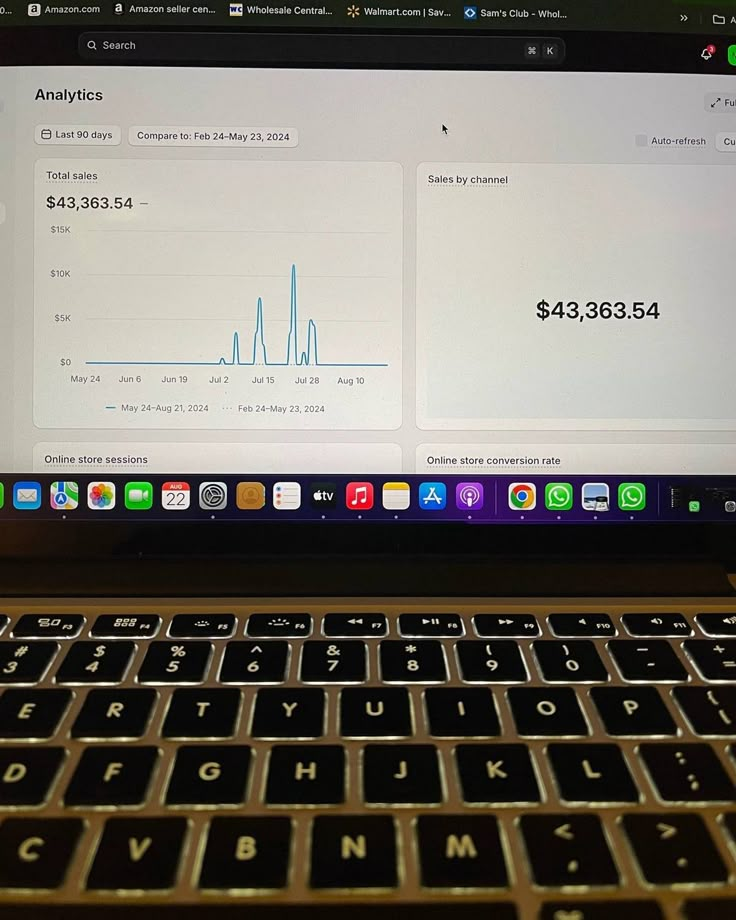 0...
Amazon.com
Amazon seller cen...
Wholesale Central...
Walmart.com | Sav...
Sam's Club - Whol...
»
Search
⌘ K
3
Analytics
Last 90 days
Compare to: Feb 24–May 23, 2024
Auto-refresh
Total sales
$43,363.54 –
$15K
$10K
$5K
$0
May 24 Jun 6 Jun 19 Jul 2 Jul 15 Jul 28 Aug 10
May 24–Aug 21, 2024 Feb 24–May 23, 2024
Sales by channel
$43,363.54
Online store sessions
Online store conversion rate
AUG
22
tv
F3 F4 F5 F6 F7 F8 F9 F10 F11
# $ % ^ & * ( ) — +
3 4 5 6 7 8 9 0 - =
E R T Y U I O P {
[
D F G H J K L :
;
C V B N M < >
, .